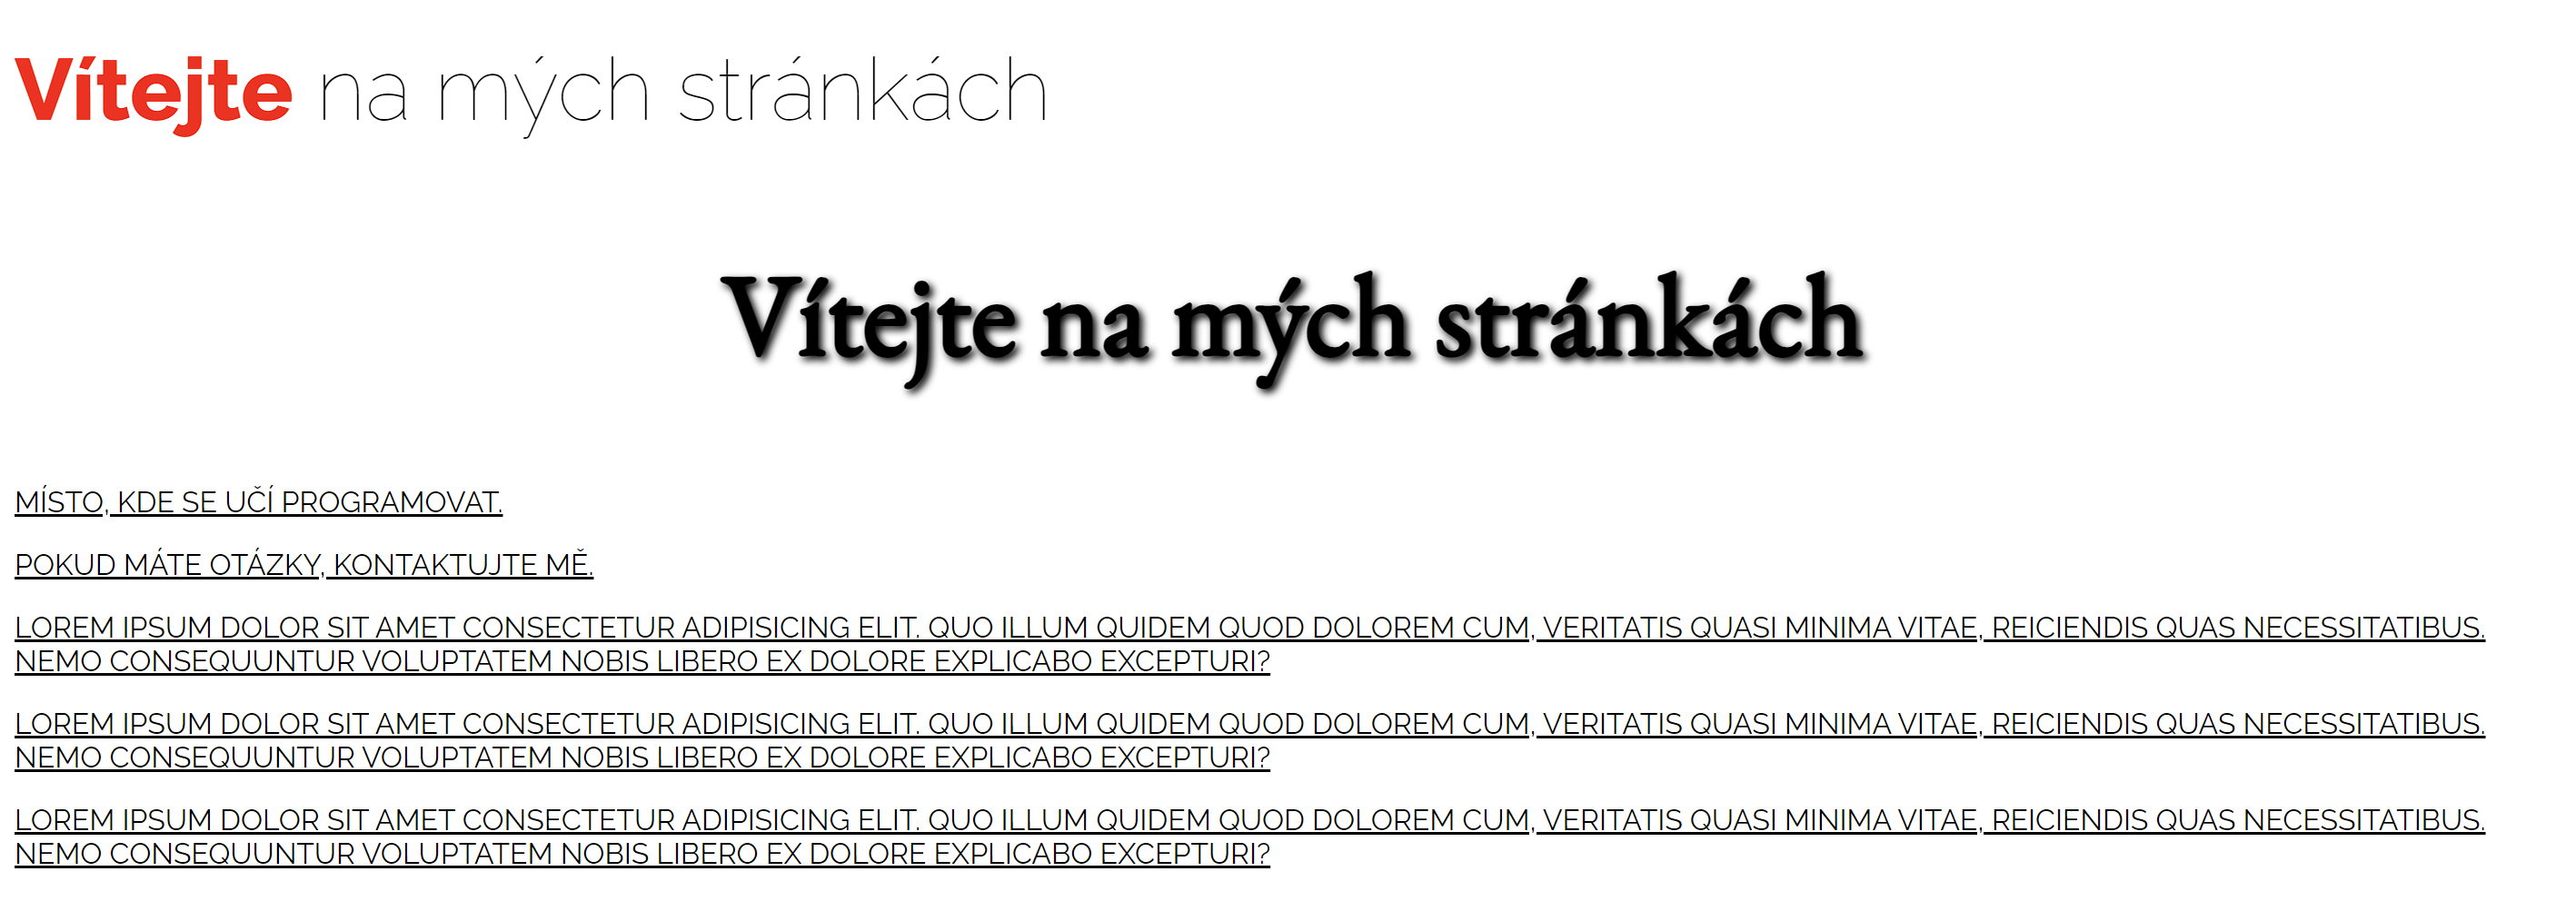 Vítejte na mých stránkách
Vítejte na mých stránkách
MÍSTO, KDE SE UČÍ PROGRAMOVAT.
POKUD MÁTE OTÁZKY, KONTAKTUJTE MĚ.
LOREM IPSUM DOLOR SIT AMET CONSECTETUR ADIPISICING ELIT. QUO ILLUM QUIDEM QUOD DOLOREM CUM, VERITATIS QUASI MINIMA VITAE, REICIENDIS QUAS NECESSITATIBUS.
NEMO CONSEQUUNTUR VOLUPTATEM NOBIS LIBERO EX DOLORE EXPLICABO EXCEPTURI?
LOREM IPSUM DOLOR SIT AMET CONSECTETUR ADIPISICING ELIT. QUO ILLUM QUIDEM QUOD DOLOREM CUM, VERITATIS QUASI MINIMA VITAE, REICIENDIS QUAS NECESSITATIBUS.
NEMO CONSEQUUNTUR VOLUPTATEM NOBIS LIBERO EX DOLORE EXPLICABO EXCEPTURI?
LOREM IPSUM DOLOR SIT AMET CONSECTETUR ADIPISICING ELIT. QUO ILLUM QUIDEM QUOD DOLOREM CUM, VERITATIS QUASI MINIMA VITAE, REICIENDIS QUAS NECESSITATIBUS.
NEMO CONSEQUUNTUR VOLUPTATEM NOBIS LIBERO EX DOLORE EXPLICABO EXCEPTURI?